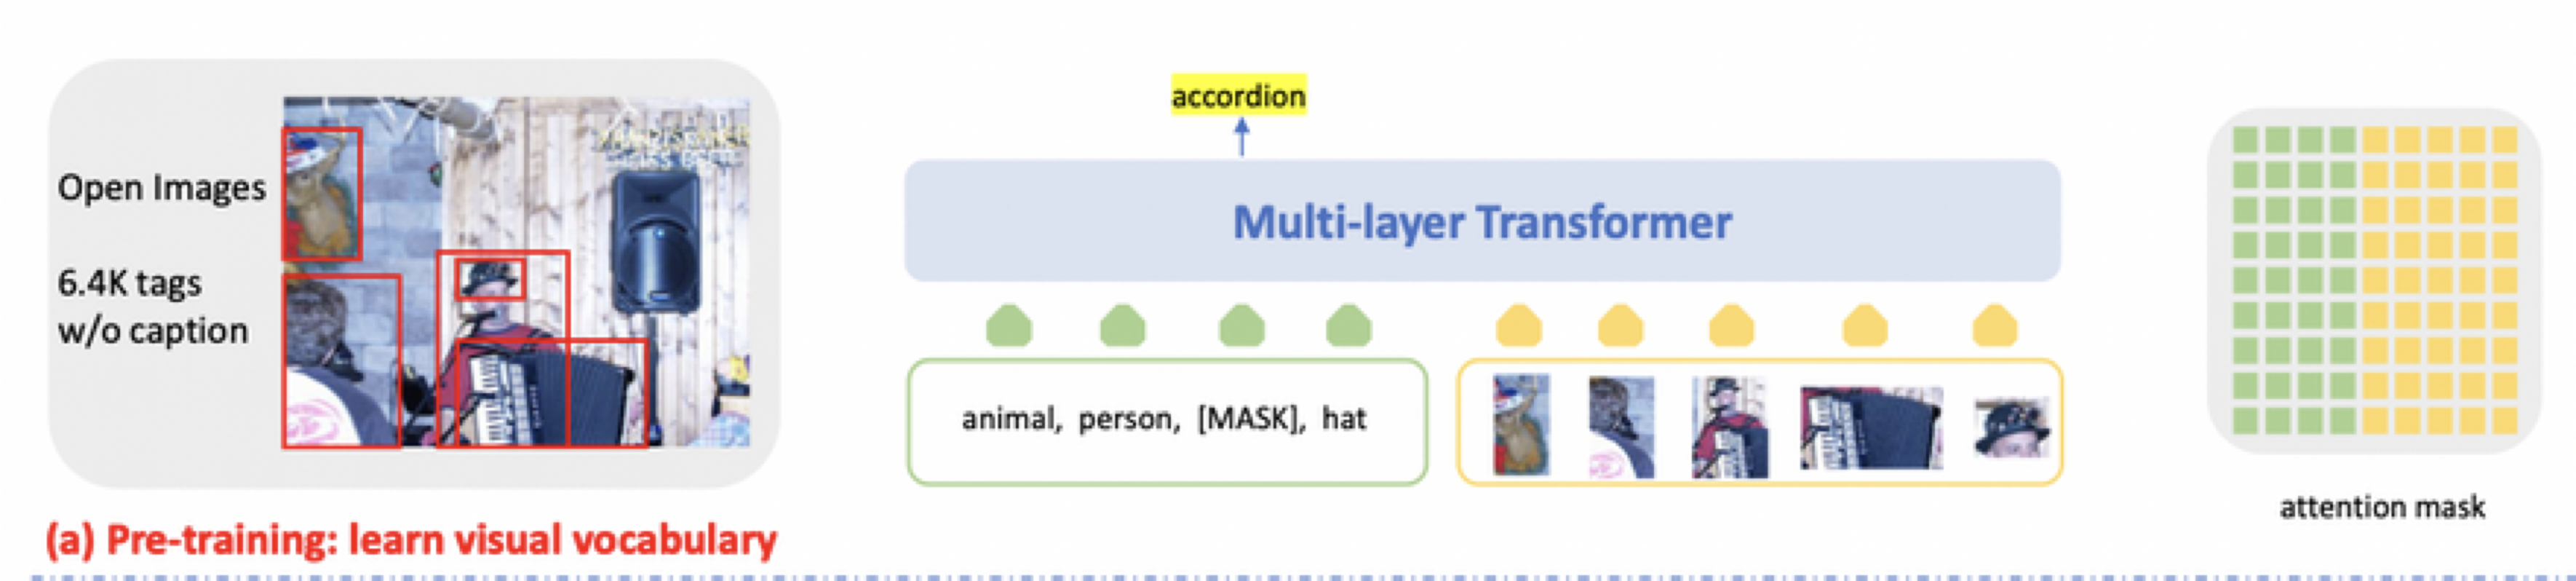 Open Images
6.4K tags
w/o caption
(a) Pre-training: learn visual vocabulary
accordion
Multi-layer Transformer
animal, person, [MASK], hat
attention mask